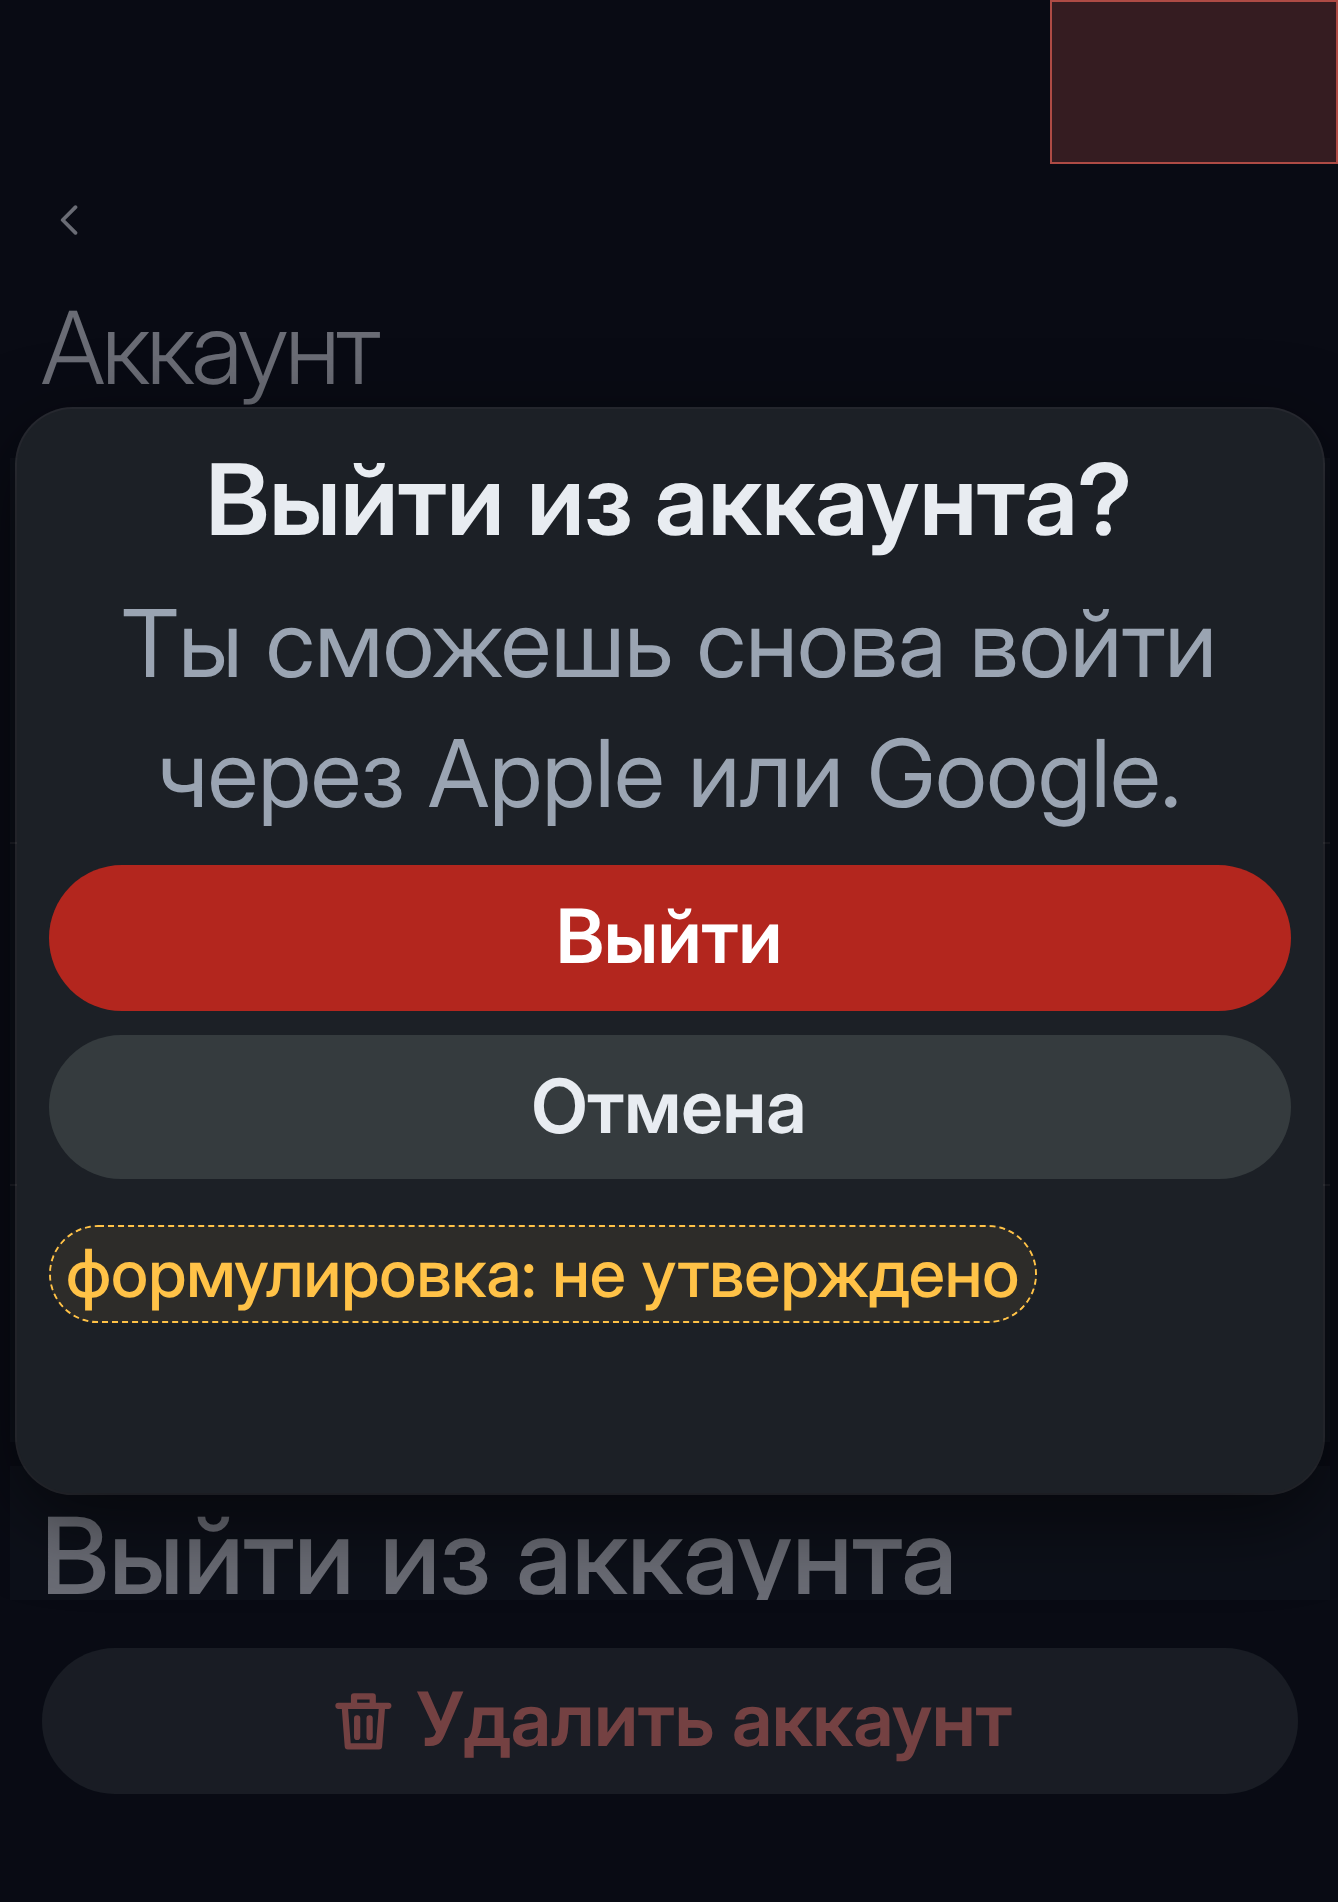 Аккаунт
Выйти из аккаунта?
Ты сможешь снова войти
через Apple или Google.
Выйти
Отмена
формулировка: не утверждено
Выйти из аккаунта
Удалить аккаунт